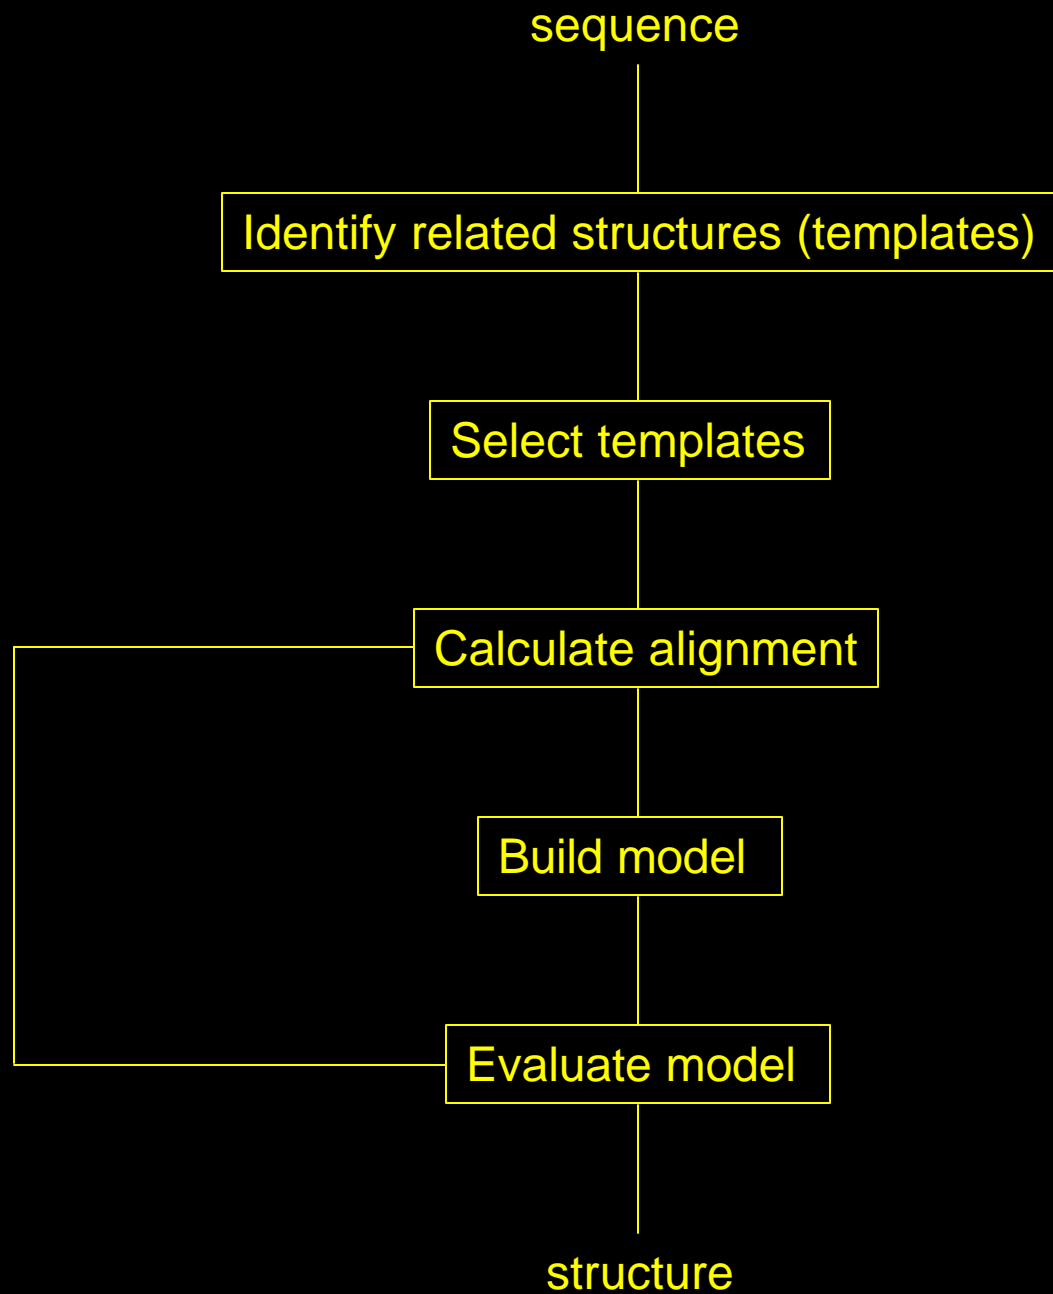 sequence
Identify related structures (templates)
Select templates
Calculate alignment
Build model
Evaluate model
structure